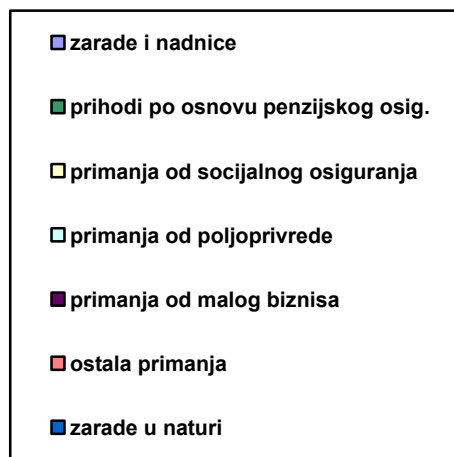 zarade i nadnice
prihodi po osnovu penzijskog osig.
primanja od socijalnog osiguranja
primanja od poljoprivrede
primanja od malog biznisa
ostala primanja
zarade u naturi